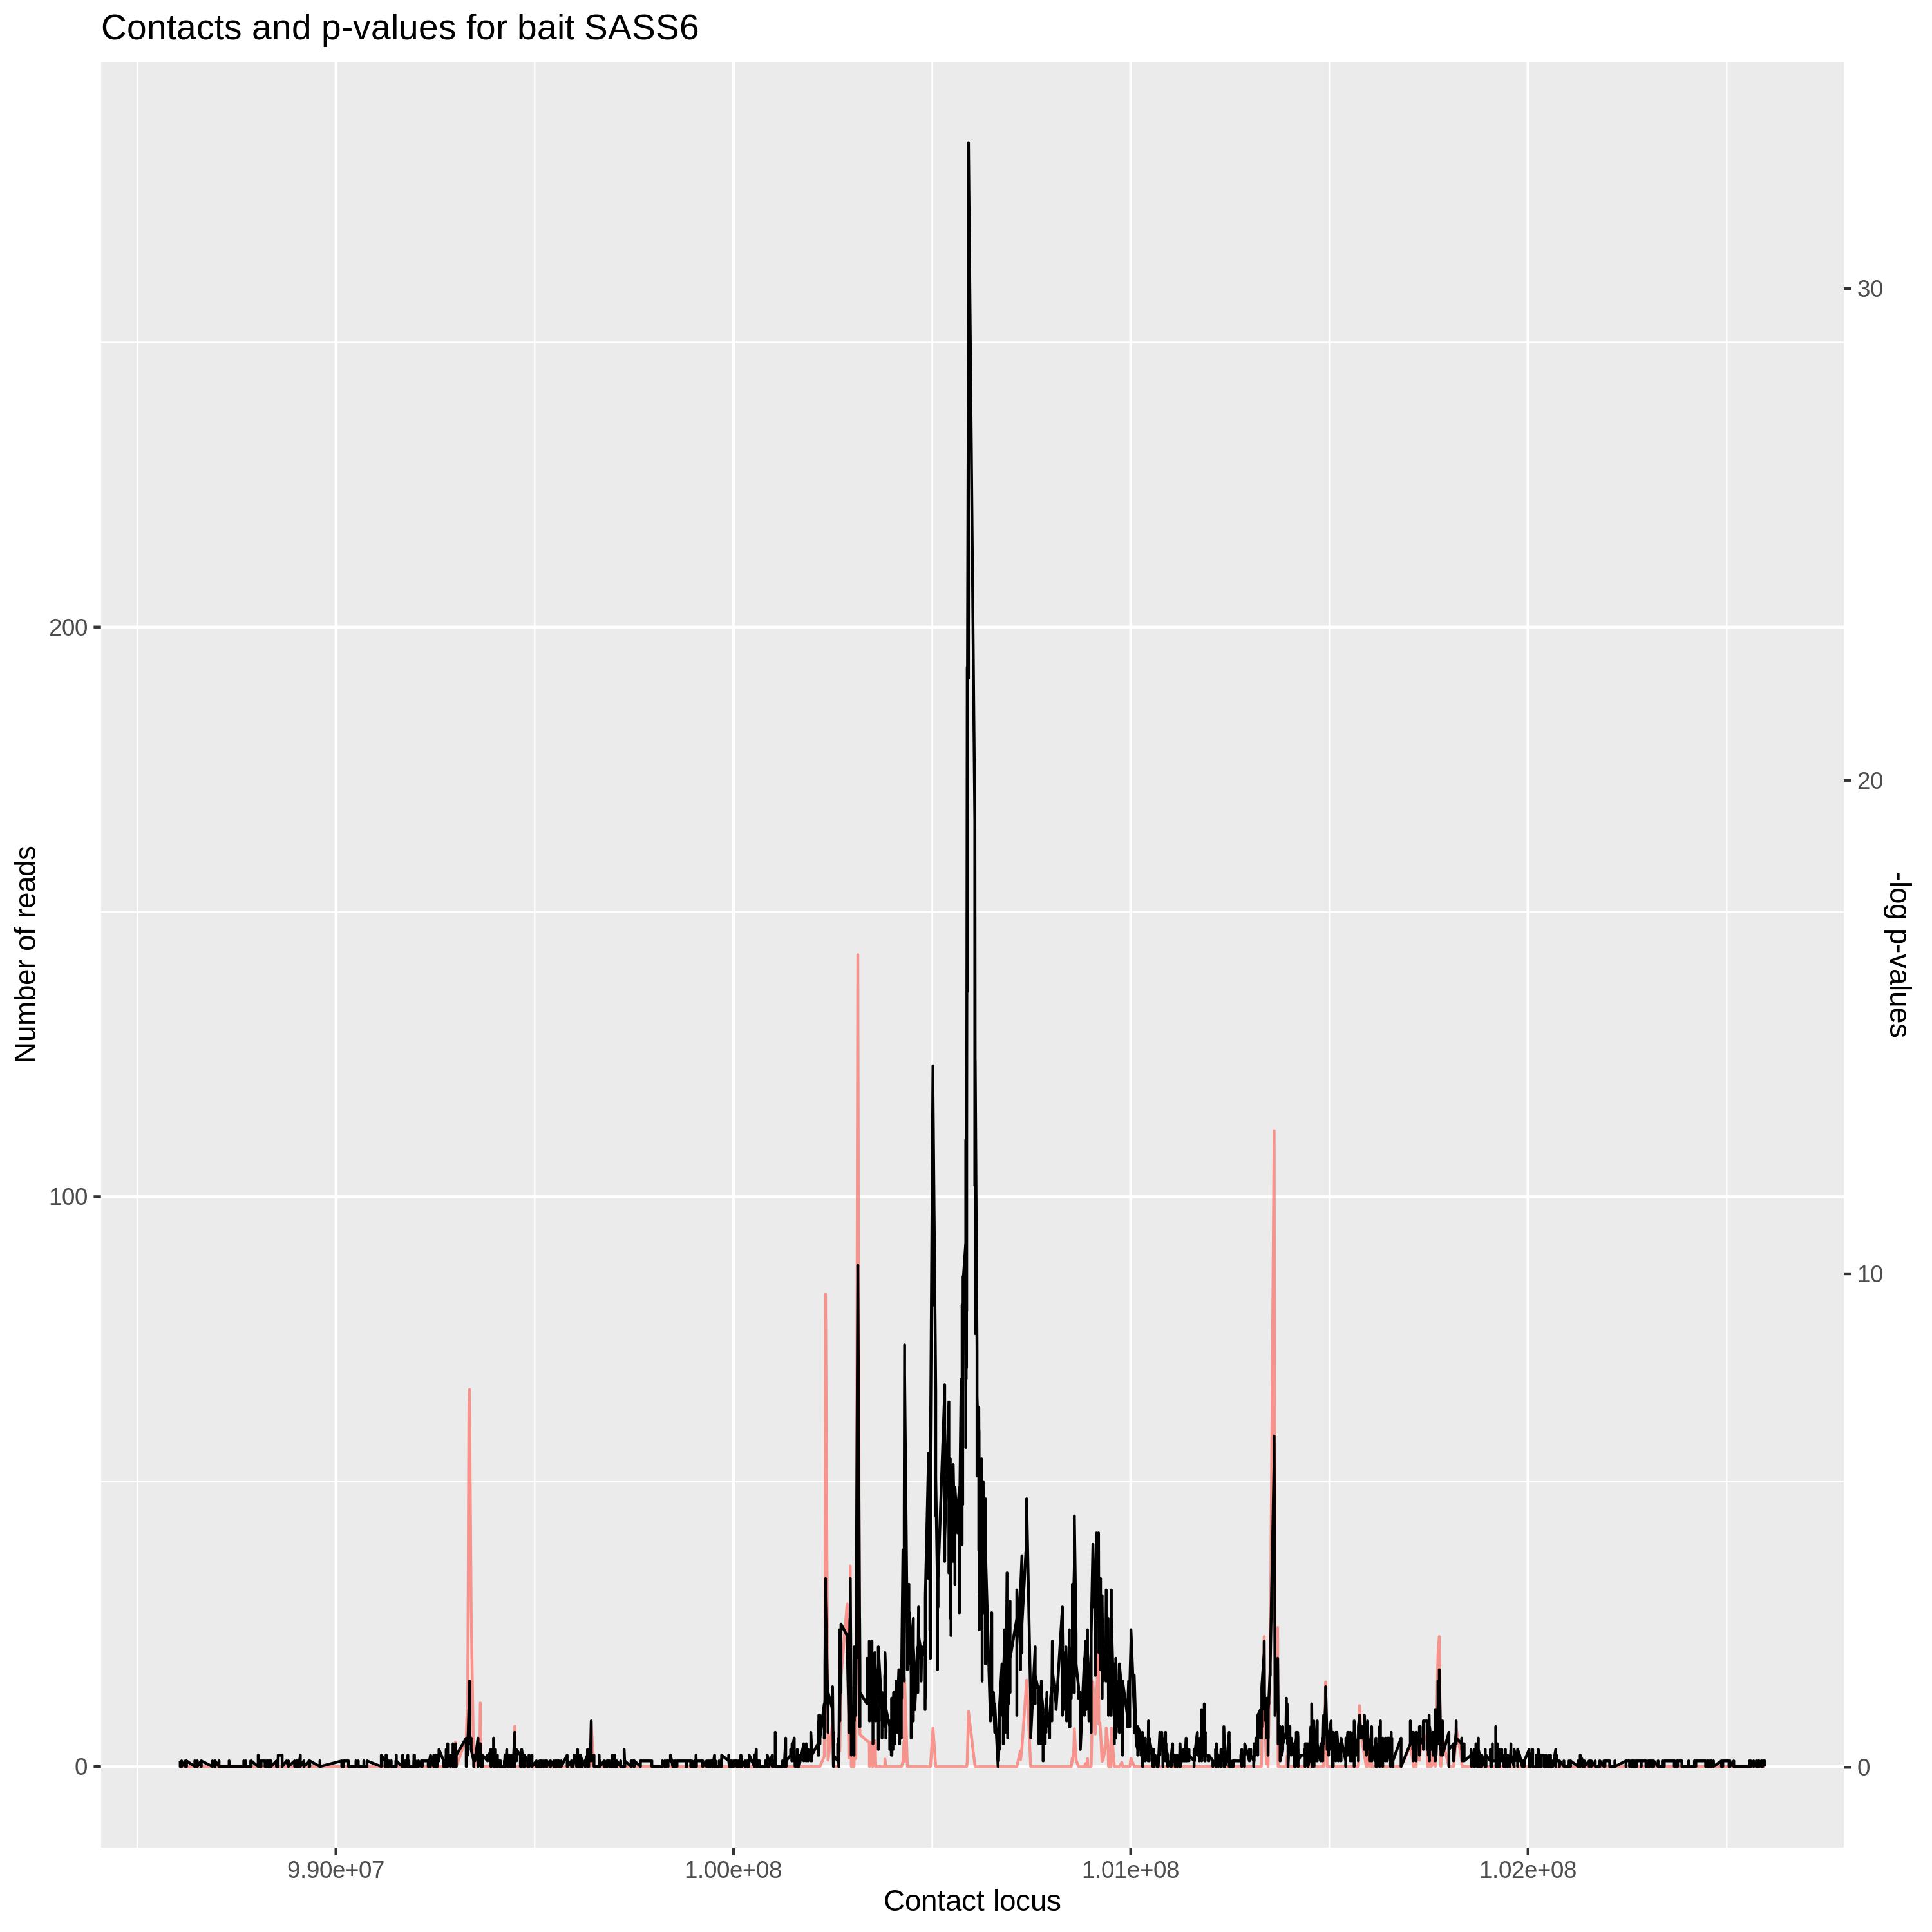 Contacts and p-values for bait SASS6
30
200
20
Number of reads
-log p-values
100
10
0
0
9.90e+07
1.00e+08
1.01e+08
1.02e+08
Contact locus